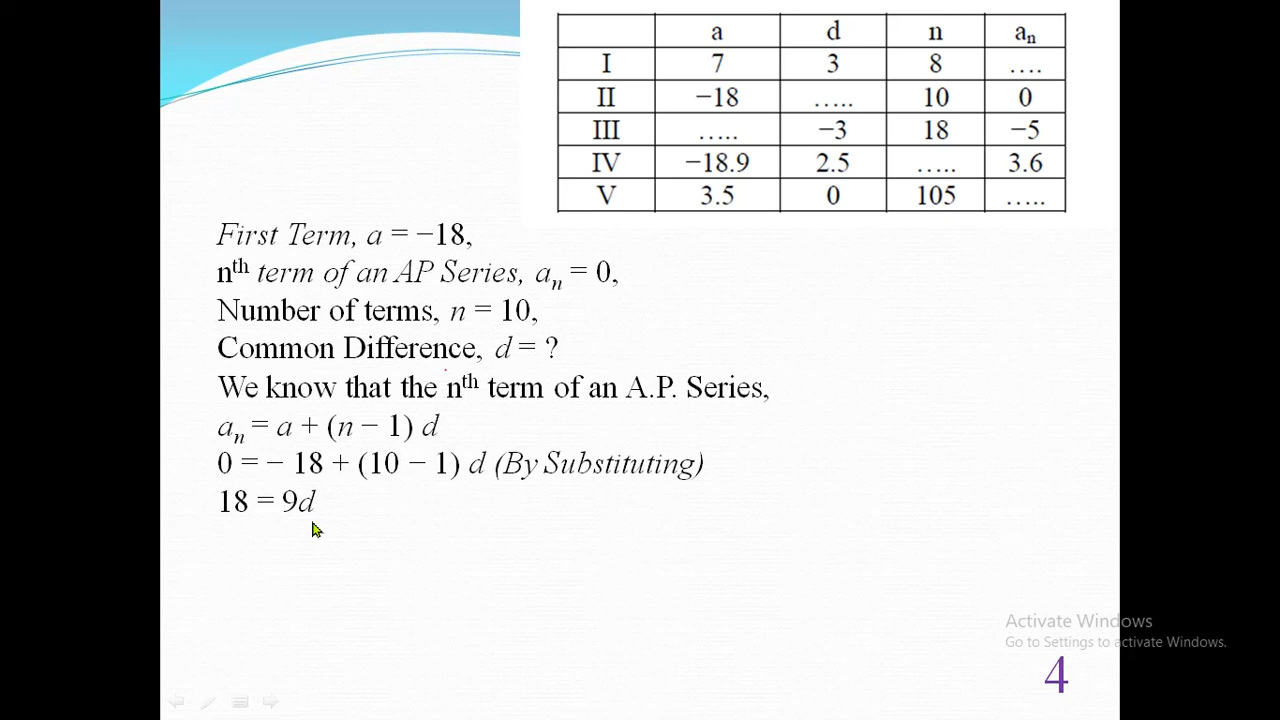 a d n aₙ
I 7 3 8 ….
II −18 ….. 10 0
III ….. −3 18 −5
IV −18.9 2.5 ….. 3.6
V 3.5 0 105 …..
First Term, a = −18,
nᵗʰ term of an AP Series, aₙ = 0,
Number of terms, n = 10,
Common Difference, d = ?
We know that the nᵗʰ term of an A.P. Series,
aₙ = a + (n − 1) d
0 = − 18 + (10 − 1) d (By Substituting)
18 = 9d
Activate Windows
Go to Settings to activate Windows.
4